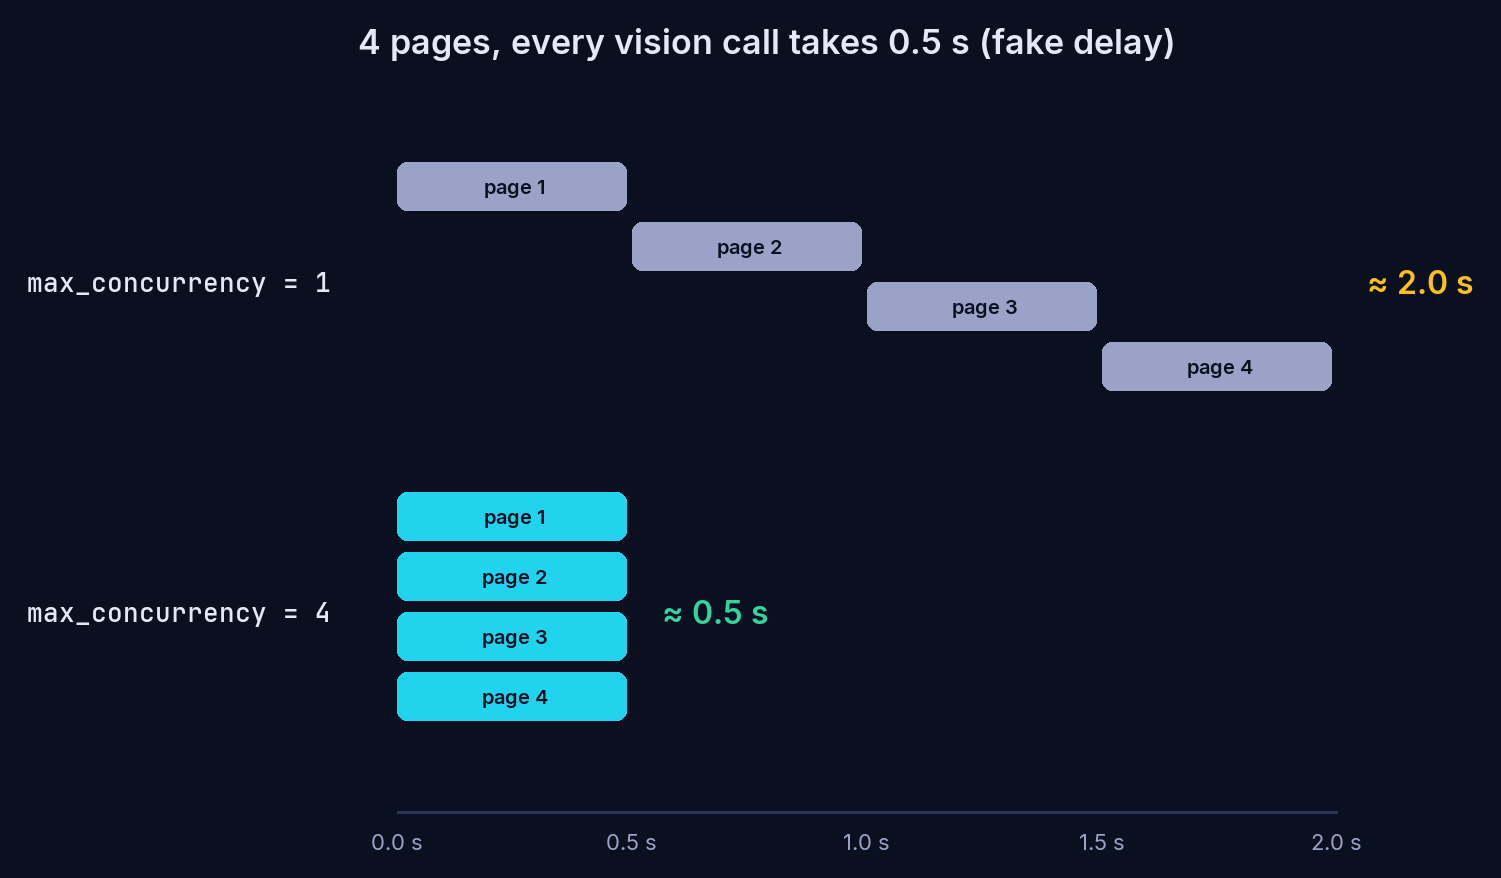 4 pages, every vision call takes 0.5 s (fake delay)
page 1
page 2
max_concurrency = 1
≈ 2.0 s
page 3
page 4
page 1
page 2
max_concurrency = 4
≈ 0.5 s
page 3
page 4
0.0 s 0.5 s 1.0 s 1.5 s 2.0 s